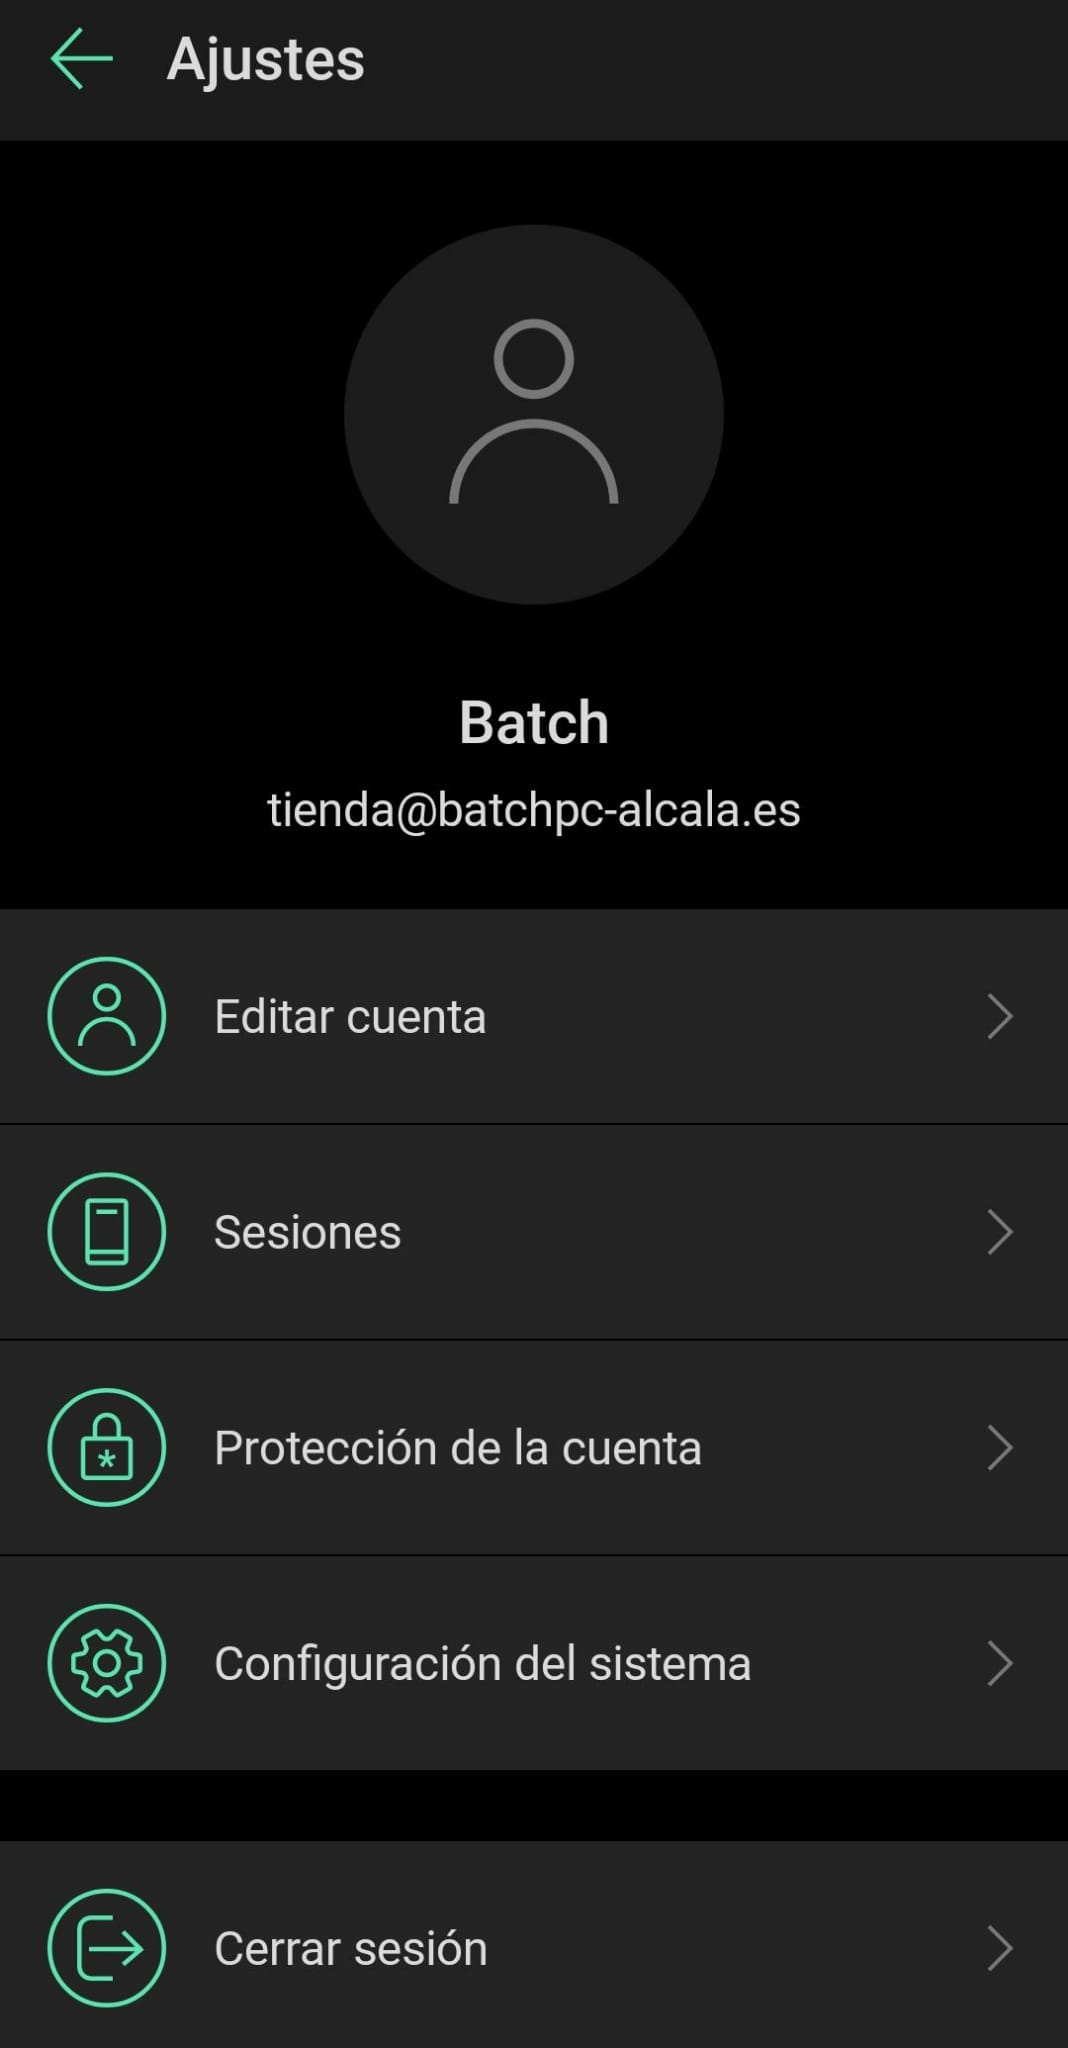 Ajustes
Batch
tienda@batchpc-alcala.es
Editar cuenta
Sesiones
Protección de la cuenta
Configuración del sistema
Cerrar sesión